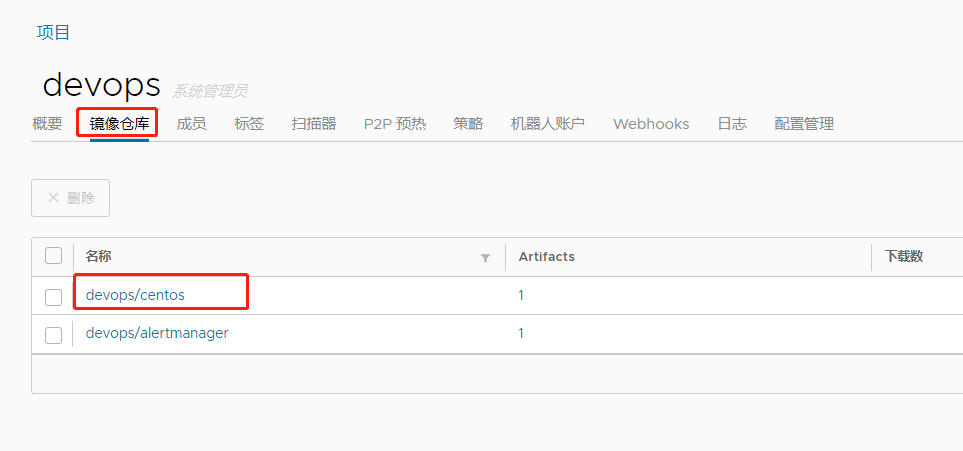 项目
devops 系统管理员
概要 镜像仓库 成员 标签 扫描器 P2P 预热 策略 机器人账户 Webhooks 日志 配置管理
× 删除
名称 Artifacts 下载数
devops/centos 1
devops/alertmanager 1